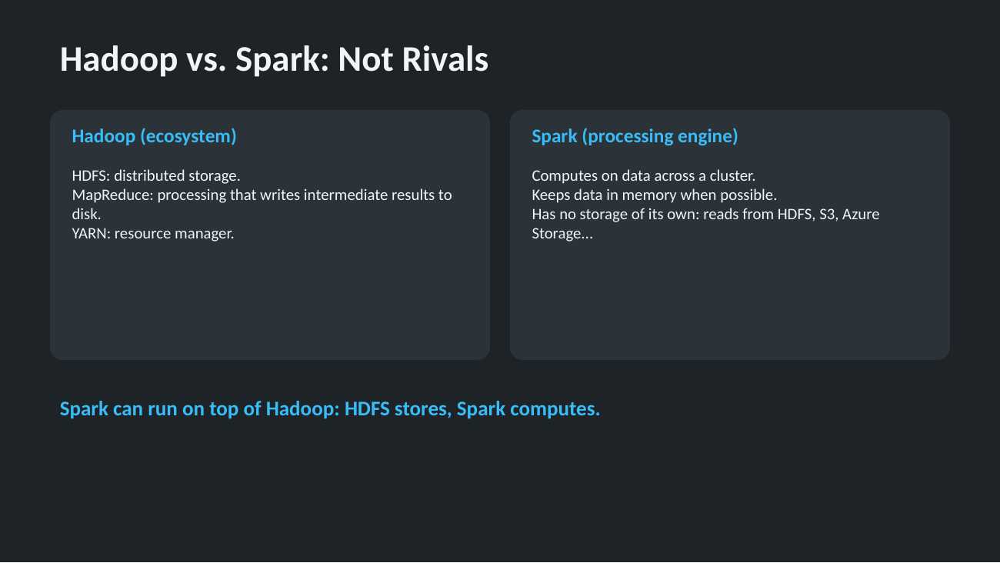 Hadoop vs. Spark: Not Rivals
Hadoop (ecosystem)
HDFS: distributed storage.
MapReduce: processing that writes intermediate results to
disk.
YARN: resource manager.
Spark (processing engine)
Computes on data across a cluster.
Keeps data in memory when possible.
Has no storage of its own: reads from HDFS, S3, Azure
Storage...
Spark can run on top of Hadoop: HDFS stores, Spark computes.